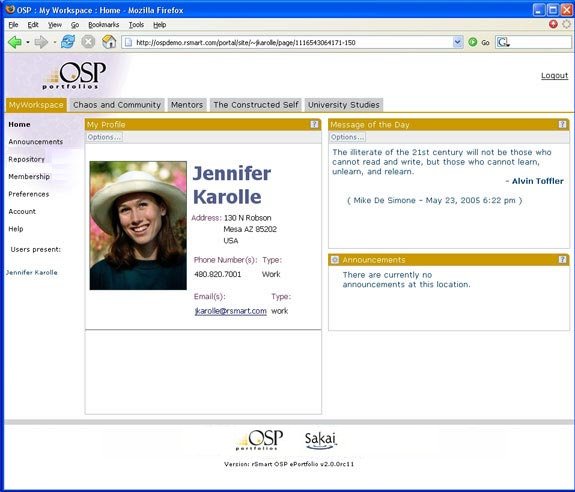 OSP : My Workspace : Home - Mozilla Firefox
File Edit View Go Bookmarks Tools Help
http://ospdemo.rsmart.com/portal/site/~jkarolle/page/1116543064171-150
Go
G
OSP
portfolios
Logout
MyWorkspace Chaos and Community Mentors The Constructed Self University Studies
Home
Announcements
Repository
Membership
Preferences
Account
Help
Users present:
Jennifer Karolle
My Profile ?
Options...
Jennifer
Karolle
Address: 130 N Robson
Mesa AZ 85202
USA
Phone Number(s): Type:
480.820.7001 Work
Email(s): Type:
jkarolle@rsmart.com work
Message of the Day ?
Options...
The illiterate of the 21st century will not be those who
cannot read and write, but those who cannot learn,
unlearn, and relearn.
- Alvin Toffler
( Mike De Simone - May 23, 2005 6:22 pm )
Announcements ?
There are currently no
announcements at this location.
OSP
portfolios
Sakai
Version: rSmart OSP ePortfolio v2.0.0rc11